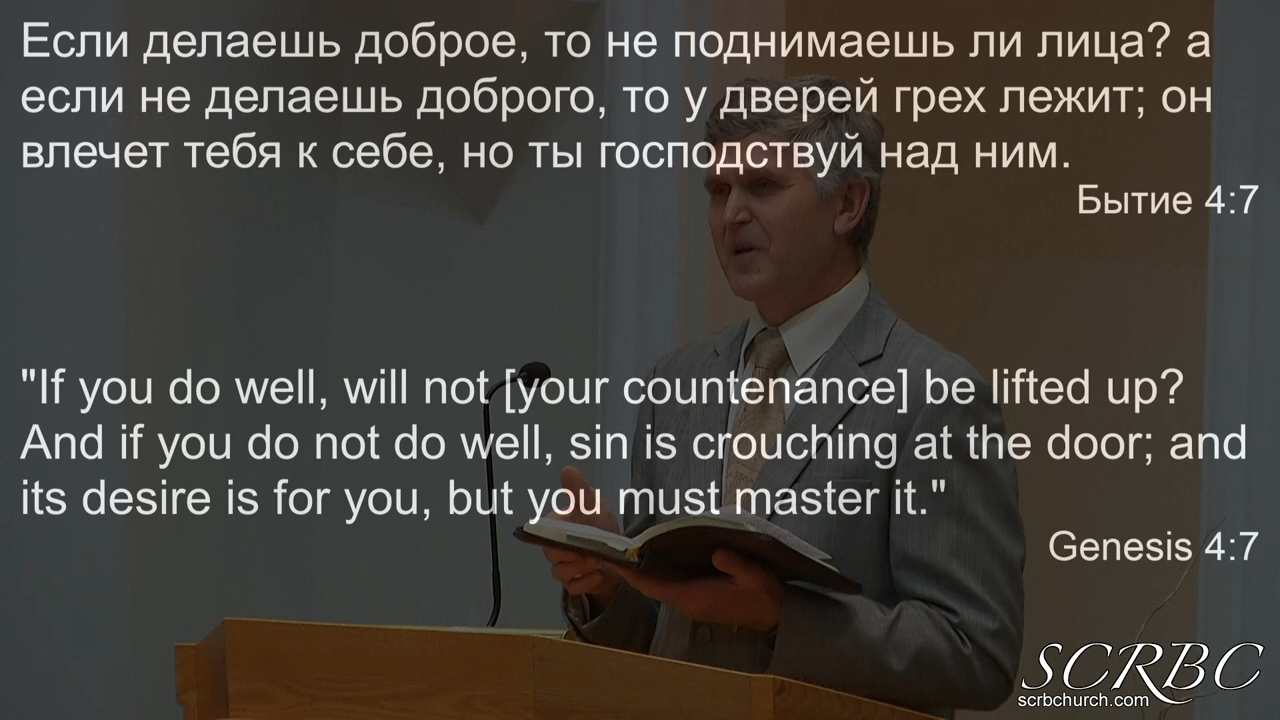 Если делаешь доброе, то не поднимаешь ли лица? а
если не делаешь доброго, то у дверей грех лежит; он
влечет тебя к себе, но ты господствуй над ним.
Бытие 4:7
"If you do well, will not [your countenance] be lifted up?
And if you do not do well, sin is crouching at the door; and
its desire is for you, but you must master it."
Genesis 4:7
SCRBC
scrbchurch.com